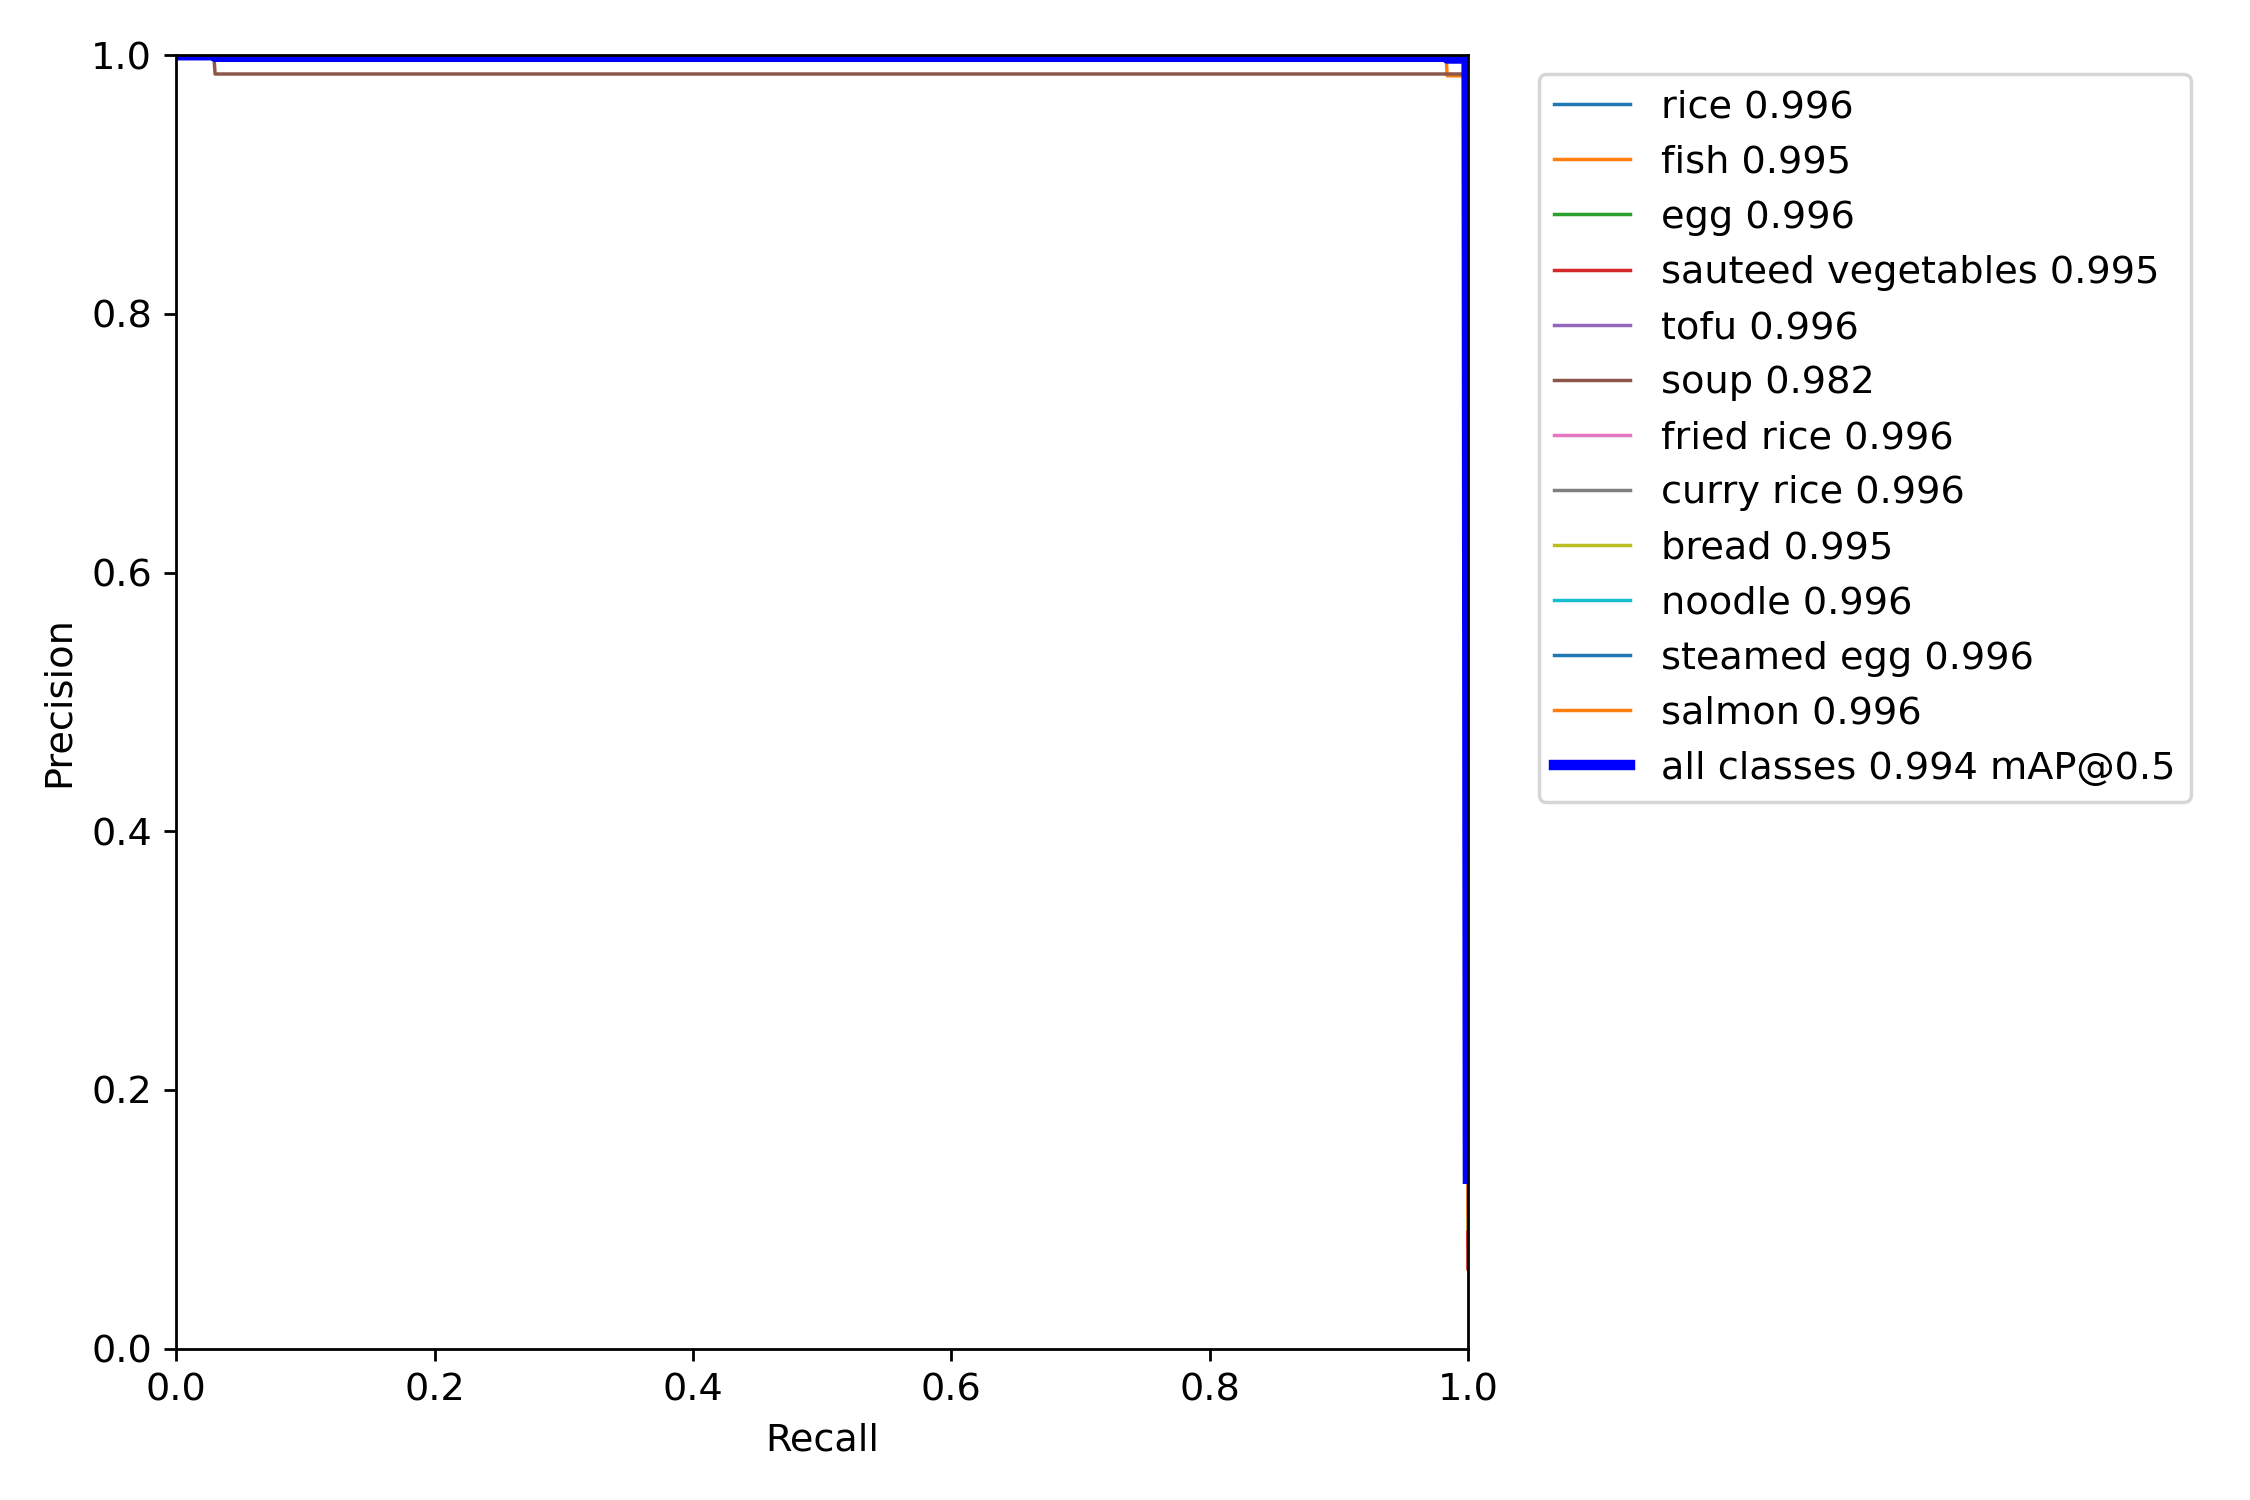 1.0
0.8
0.6
0.4
0.2
0.0
0.0 0.2 0.4 0.6 0.8 1.0
Precision
Recall
rice 0.996
fish 0.995
egg 0.996
sauteed vegetables 0.995
tofu 0.996
soup 0.982
fried rice 0.996
curry rice 0.996
bread 0.995
noodle 0.996
steamed egg 0.996
salmon 0.996
all classes 0.994 mAP@0.5